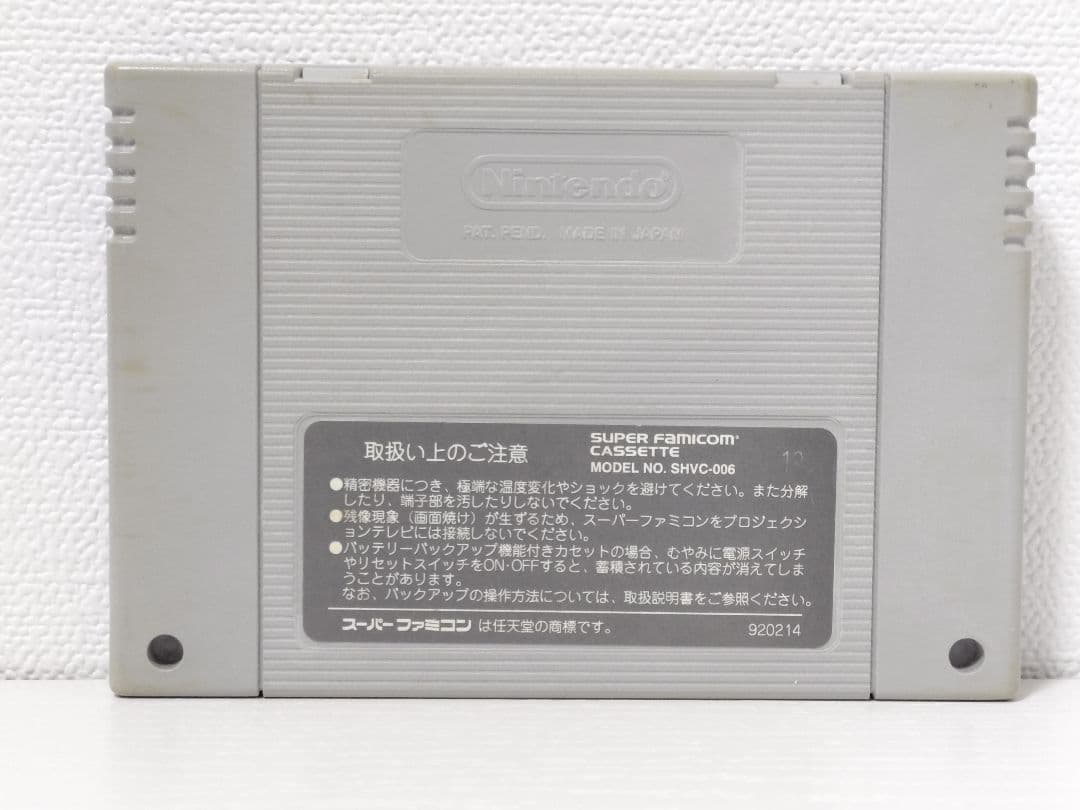 Nintendo®
PAT. PEND. MADE IN JAPAN
取扱い上のご注意
SUPER FAMICOM
CASSETTE
MODEL NO. SHVC-006
●精密機器につき、極端な温度変化やショックを避けてください。また分解
したり、端子部を汚したりしないでください。
●残像現象（画面焼け）が生ずるため、スーパーファミコンをプロジェクシ
ョンテレビには接続しないでください。
●バッテリーバックアップ機能付きカセットの場合、むやみに電源スイッチ
やリセットスイッチをON·OFFすると、蓄積されている内容が消えてしま
うことがあります。
なお、バックアップの操作方法については、取扱説明書をご参照ください。
スーパーファミコン は任天堂の商標です。
920214